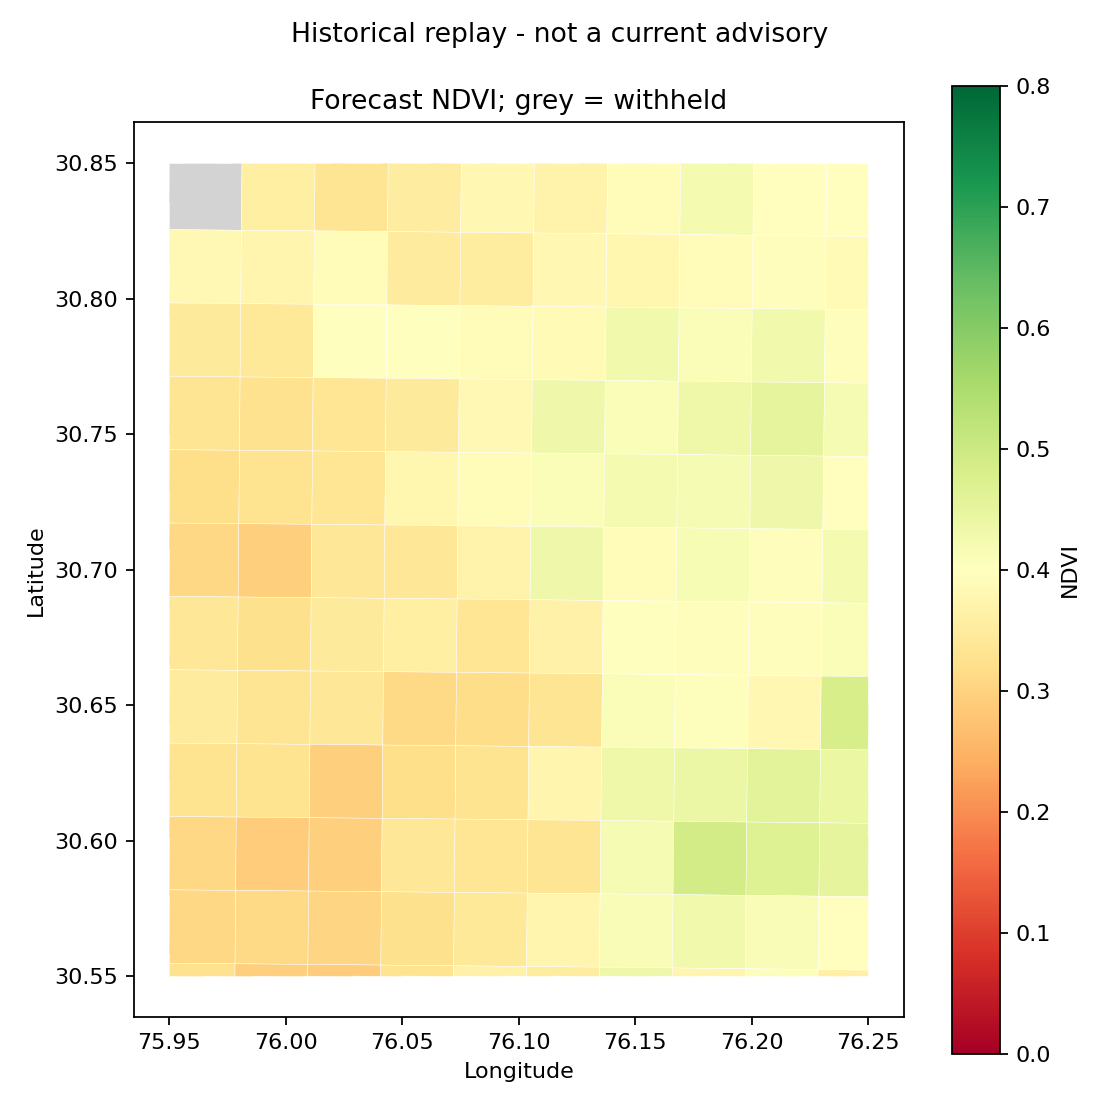 Historical replay - not a current advisory
Forecast NDVI; grey = withheld
Latitude
30.85
30.80
30.75
30.70
30.65
30.60
30.55
75.95 76.00 76.05 76.10 76.15 76.20 76.25
Longitude
0.8
0.7
0.6
0.5
0.4
0.3
0.2
0.1
0.0
NDVI